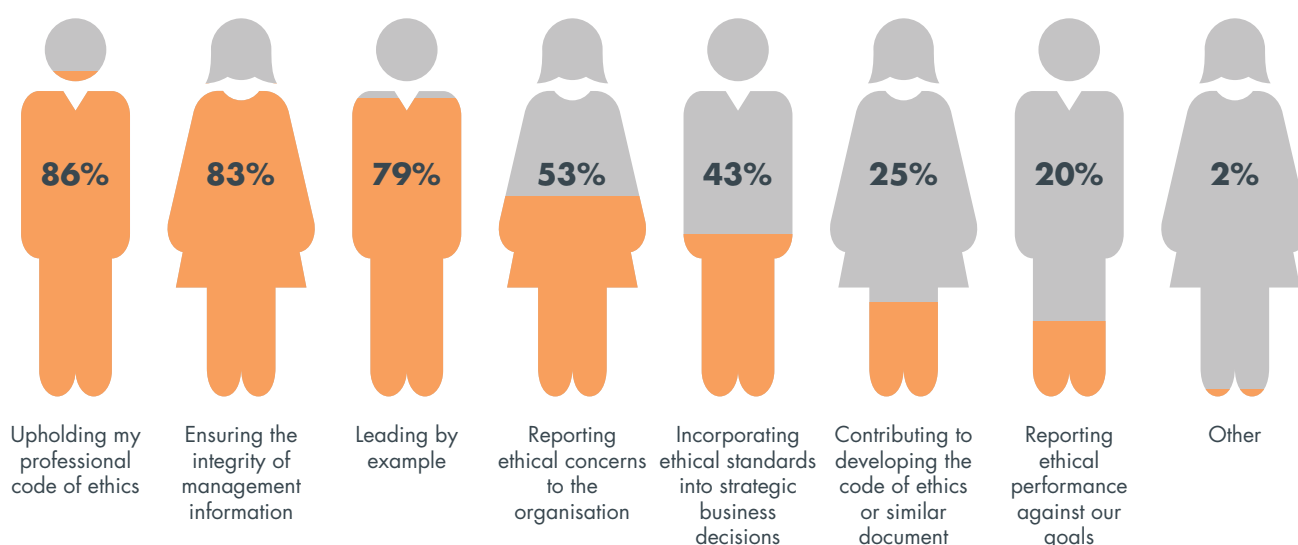 86%
83%
79%
53%
43%
25%
20%
2%
Upholding my
professional
code of ethics
Ensuring the
integrity of
management
information
Leading by
example
Reporting
ethical concerns
to the
organisation
Incorporating
ethical standards
into strategic
business
decisions
Contributing to
developing the
code of ethics
or similar
document
Reporting
ethical
performance
against our
goals
Other